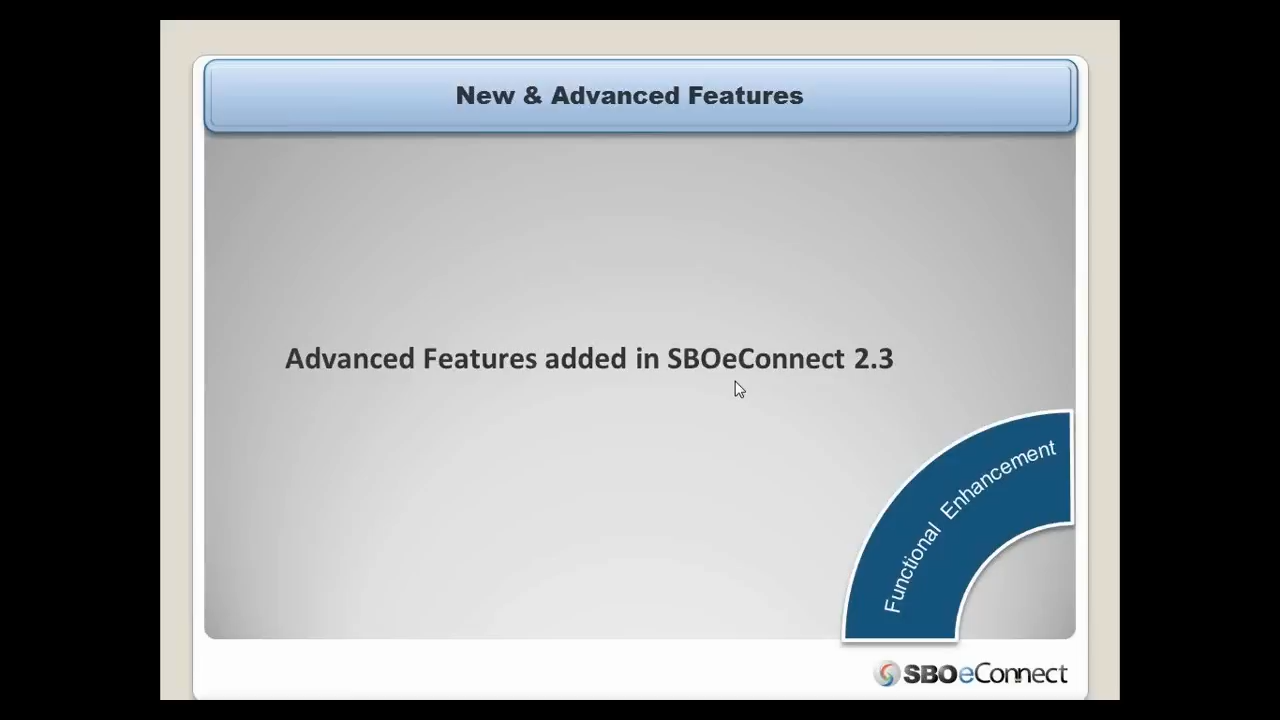 New & Advanced Features
Advanced Features added in SBOeConnect 2.3
Functional Enhancement
SBOeConnect